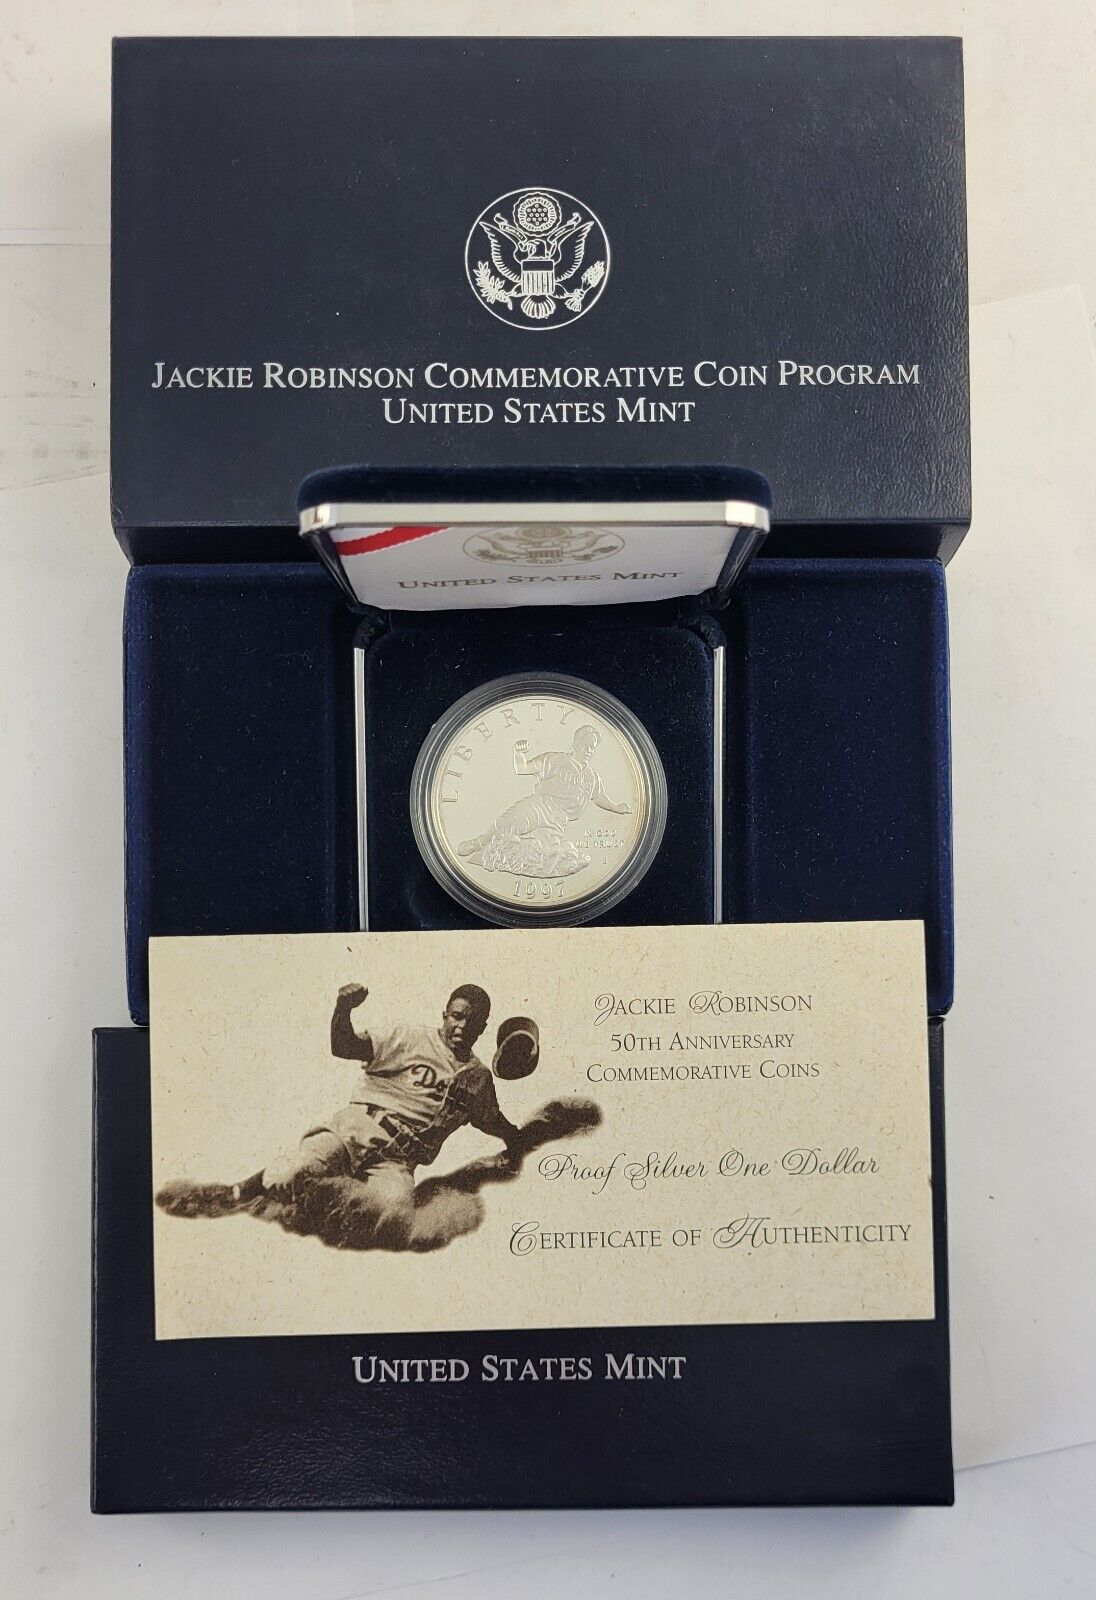 JACKIE ROBINSON COMMEMORATIVE COIN PROGRAM
UNITED STATES MINT
UNITED STATES MINT
LIBERTY
IN GOD
WE TRUST
S
1997
JACKIE ROBINSON
50TH ANNIVERSARY
COMMEMORATIVE COINS
Proof Silver One Dollar
CERTIFICATE OF AUTHENTICITY
UNITED STATES MINT